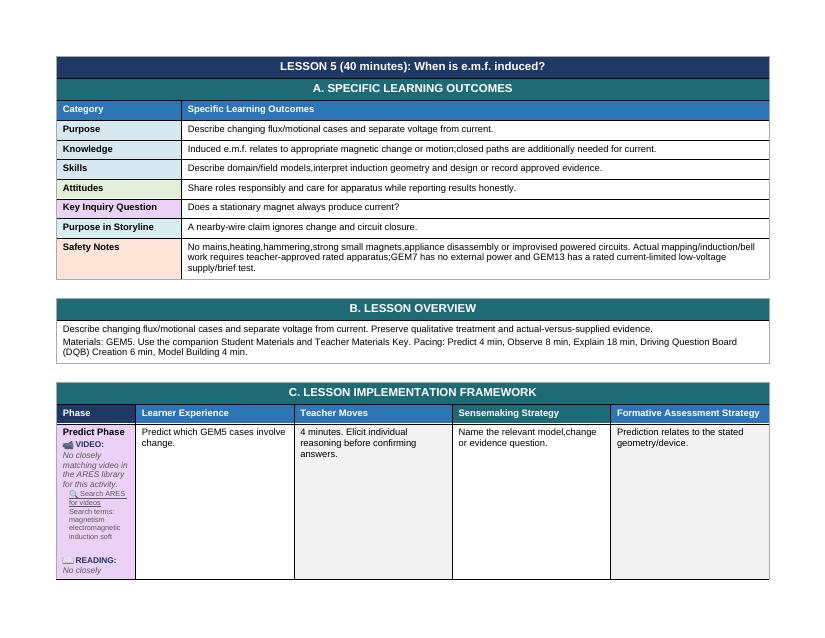 LESSON 5 (40 minutes): When is e.m.f. induced?
A. SPECIFIC LEARNING OUTCOMES
Category Specific Learning Outcomes
Purpose Describe changing flux/motional cases and separate voltage from current.
Knowledge Induced e.m.f. relates to appropriate magnetic change or motion;closed paths are additionally needed for current.
Skills Describe domain/field models,interpret induction geometry and design or record approved evidence.
Attitudes Share roles responsibly and care for apparatus while reporting results honestly.
Key Inquiry Question Does a stationary magnet always produce current?
Purpose in Storyline A nearby-wire claim ignores change and circuit closure.
Safety Notes No mains,heating,hammering,strong small magnets,appliance disassembly or improvised powered circuits. Actual mapping/induction/bell
work requires teacher-approved rated apparatus;GEM7 has no external power and GEM13 has a rated current-limited low-voltage
supply/brief test.
B. LESSON OVERVIEW
Describe changing flux/motional cases and separate voltage from current. Preserve qualitative treatment and actual-versus-supplied evidence.
Materials: GEM5. Use the companion Student Materials and Teacher Materials Key. Pacing: Predict 4 min, Observe 8 min, Explain 18 min, Driving Question Board
(DQB) Creation 6 min, Model Building 4 min.
C. LESSON IMPLEMENTATION FRAMEWORK
Phase Learner Experience Teacher Moves Sensemaking Strategy Formative Assessment Strategy
Predict Phase
📹 VIDEO:
No closely
matching video in
the ARES library
for this activity.
🔍 Search ARES
for videos
Search terms:
magnetism
electromagnetic
induction soft
📖 READING:
No closely
Predict which GEM5 cases involve
change.
4 minutes. Elicit individual
reasoning before confirming
answers.
Name the relevant model,change
or evidence question.
Prediction relates to the stated
geometry/device.